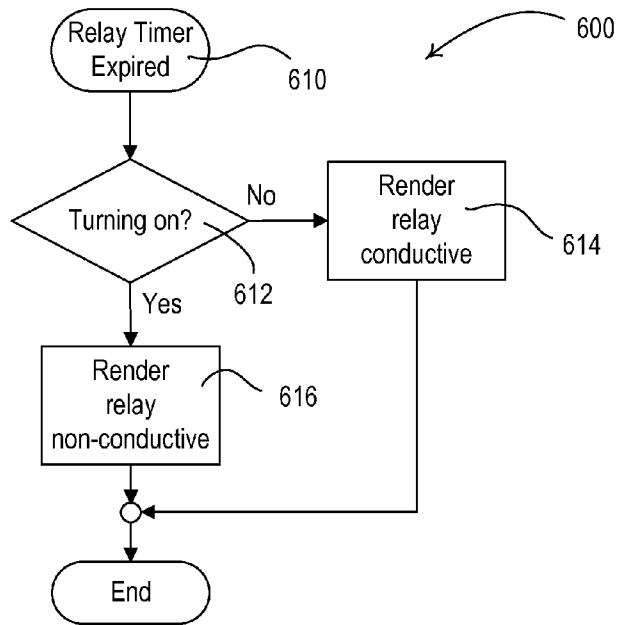 Relay Timer
Expired
610
600
Turning on?
612
No
Render
relay
conductive
614
Yes
Render
relay
non-conductive
616
End